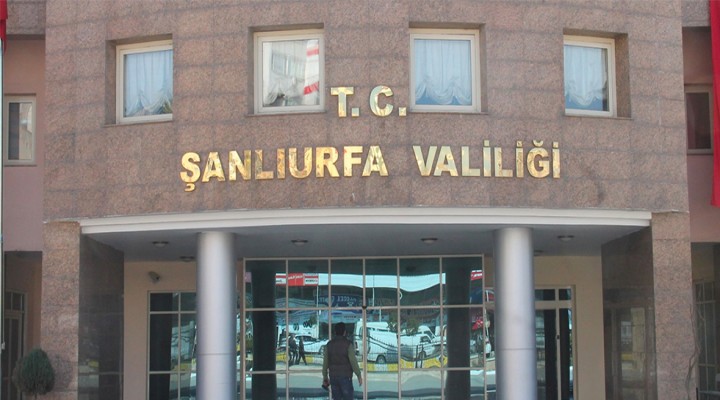 T. C.
ŞANLIURFA VALİLİĞİ